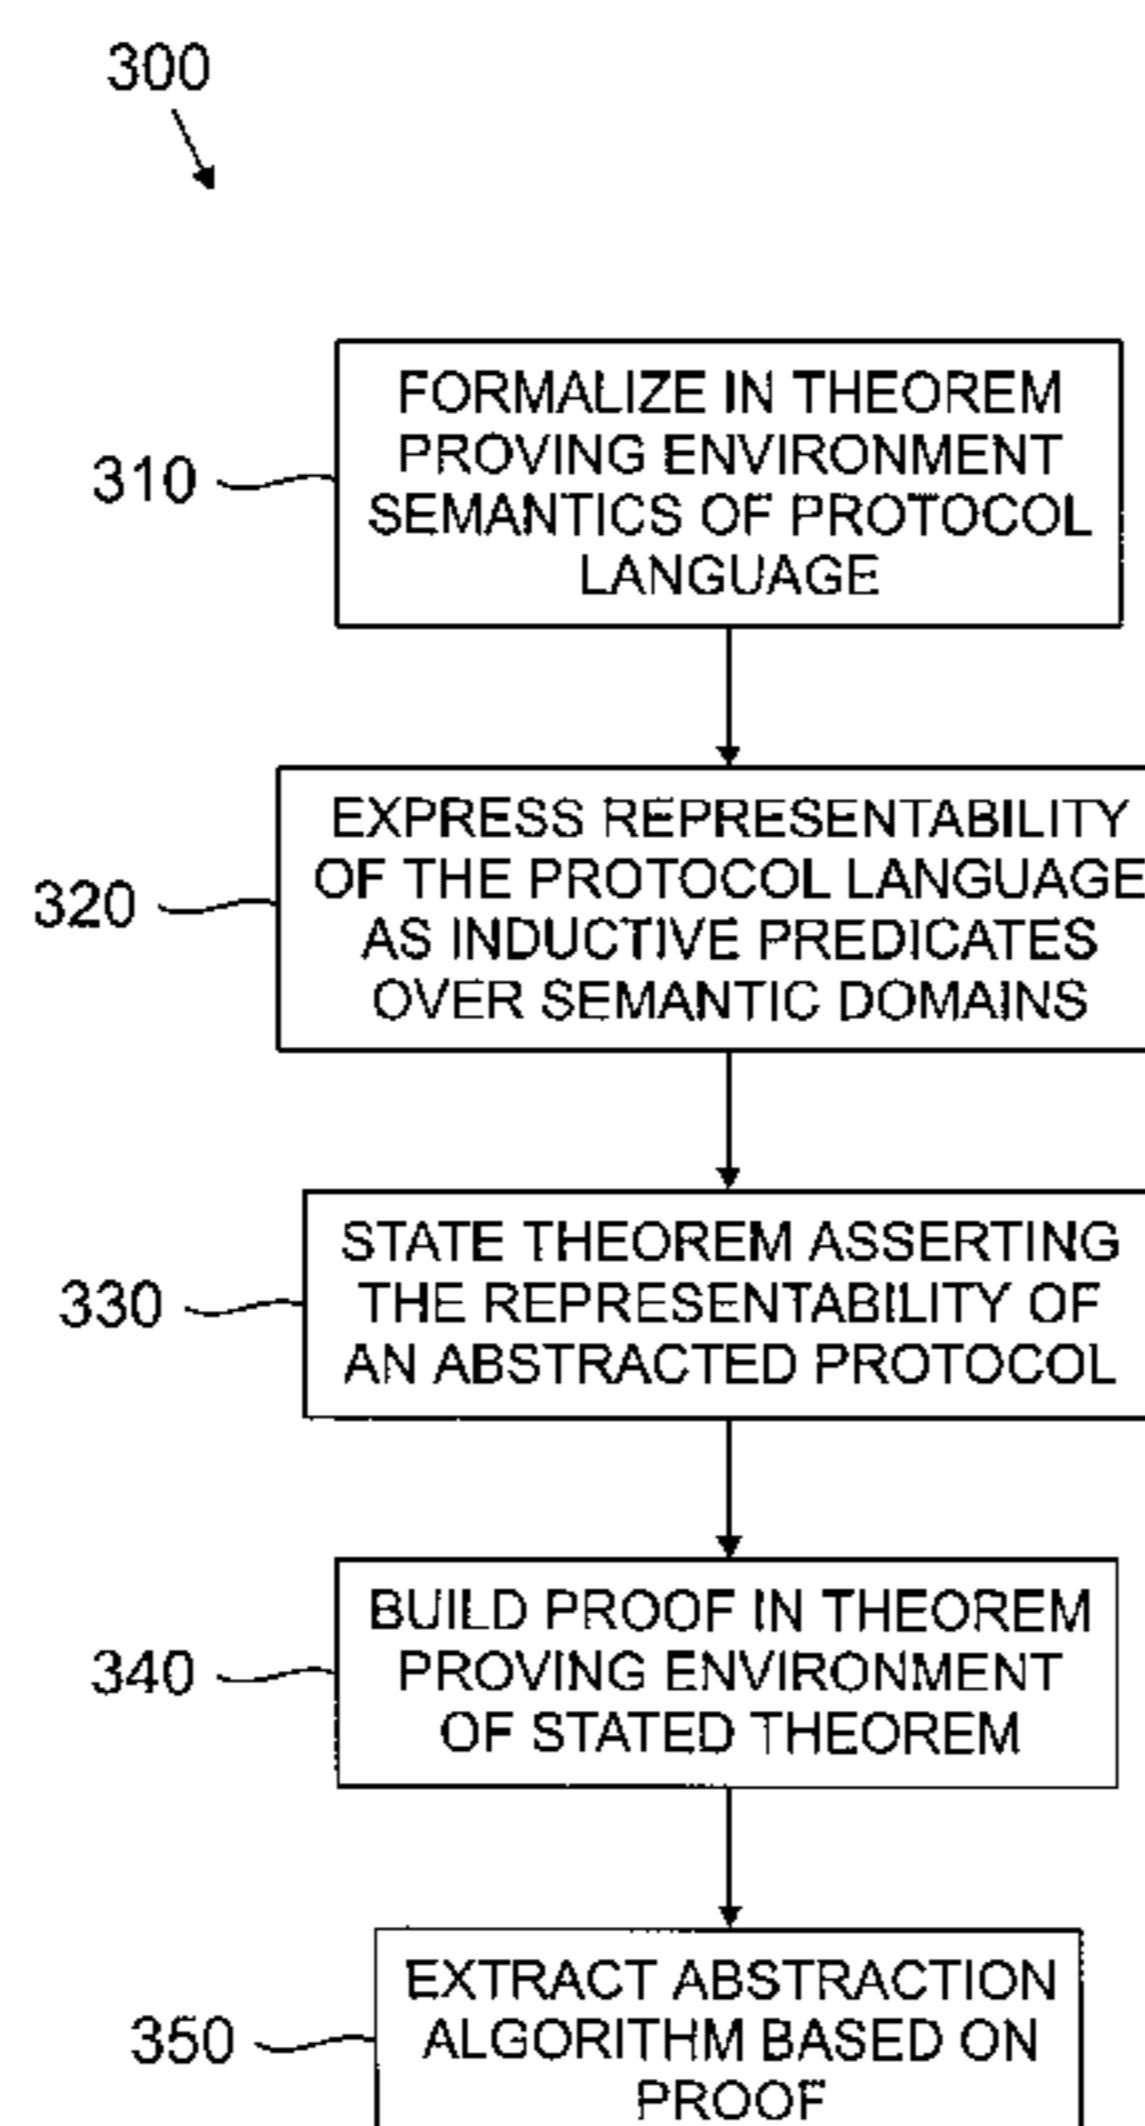 300
310
FORMALIZE IN THEOREM
PROVING ENVIRONMENT
SEMANTICS OF PROTOCOL
LANGUAGE
320
EXPRESS REPRESENTABILITY
OF THE PROTOCOL LANGUAGE
AS INDUCTIVE PREDICATES
OVER SEMANTIC DOMAINS
330
STATE THEOREM ASSERTING
THE REPRESENTABILITY OF
AN ABSTRACTED PROTOCOL
340
BUILD PROOF IN THEOREM
PROVING ENVIRONMENT
OF STATED THEOREM
350
EXTRACT ABSTRACTION
ALGORITHM BASED ON
PROOF